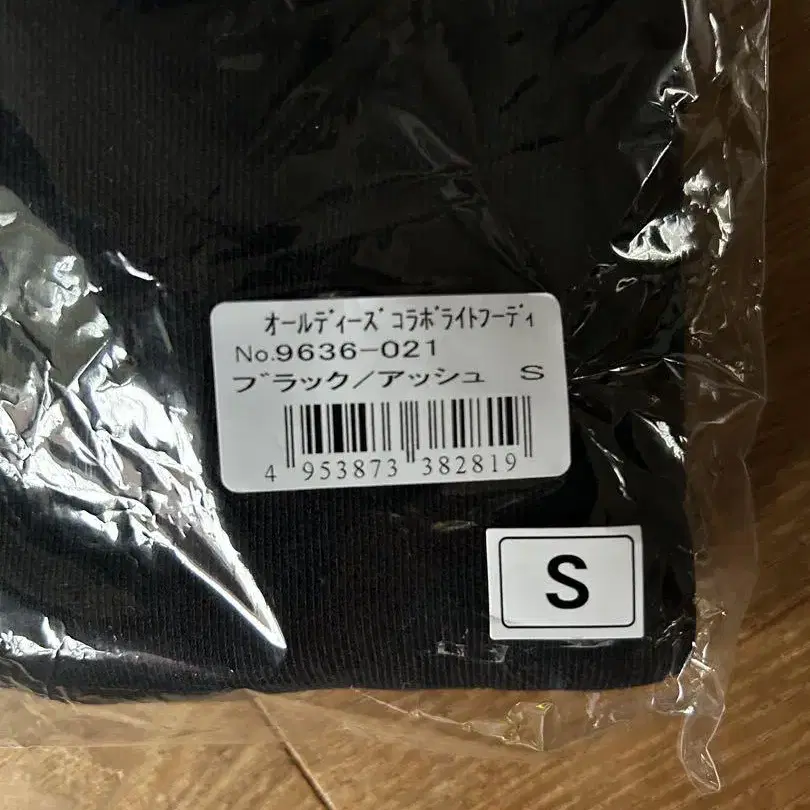 ｵールﾃﾞｨーｽﾞ ｺﾗﾎﾞﾗｲﾄﾌーﾃﾞｨ
No.9636-021
ブラック／アッシュ S
4 953873 382819
S